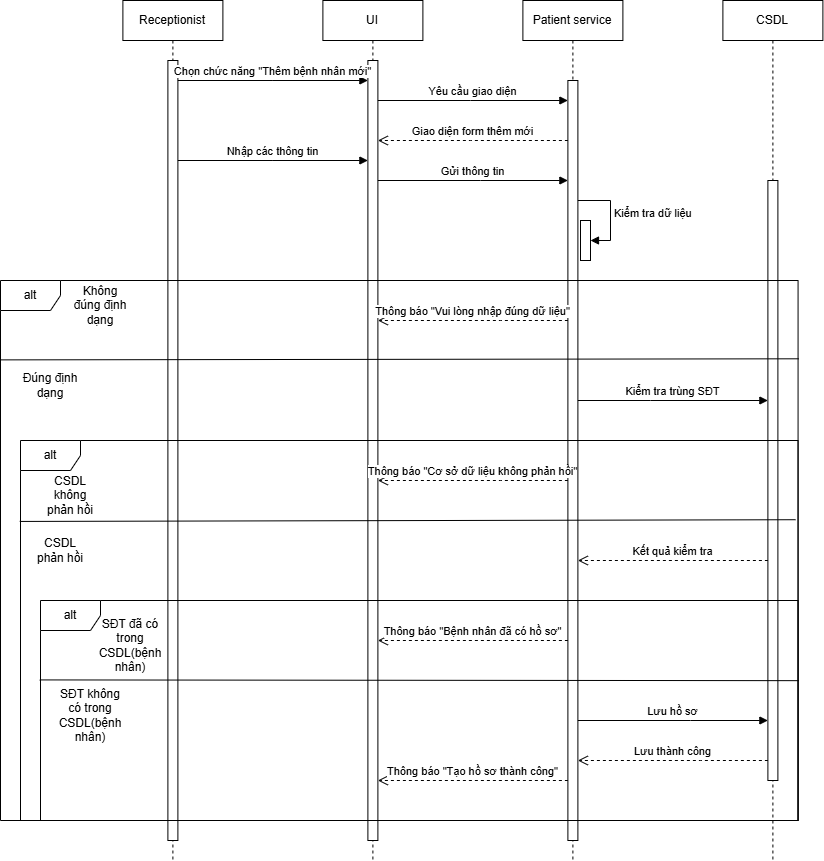 Receptionist
UI
Patient service
CSDL
Chọn chức năng "Thêm bệnh nhân mới"
Yêu cầu giao diện
Giao diện form thêm mới
Nhập các thông tin
Gửi thông tin
Kiểm tra dữ liệu
alt
Không
đúng định
dạng
Thông báo "Vui lòng nhập đúng dữ liệu"
Đúng định
dạng
Kiểm tra trùng SĐT
alt
CSDL
không
phản hồi
Thông báo "Cơ sở dữ liệu không phản hồi"
CSDL
phản hồi
Kết quả kiểm tra
alt
SĐT đã có
trong
CSDL(bệnh
nhân)
Thông báo "Bệnh nhân đã có hồ sơ"
SĐT không
có trong
CSDL(bệnh
nhân)
Lưu hồ sơ
Lưu thành công
Thông báo "Tạo hồ sơ thành công"